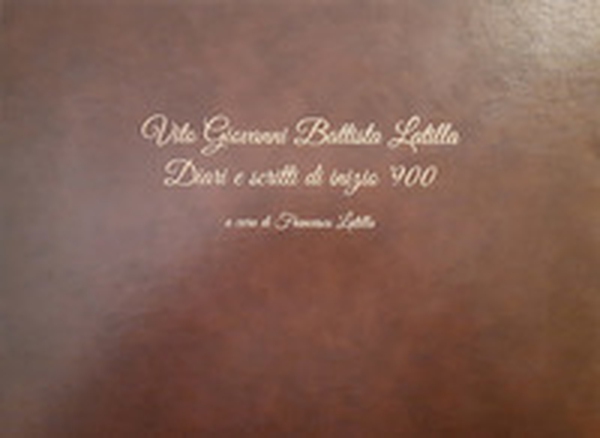 Vito Giovanni Battista Latilla
Diari e scritti di inizio '900
a cura di Francesco Latilla